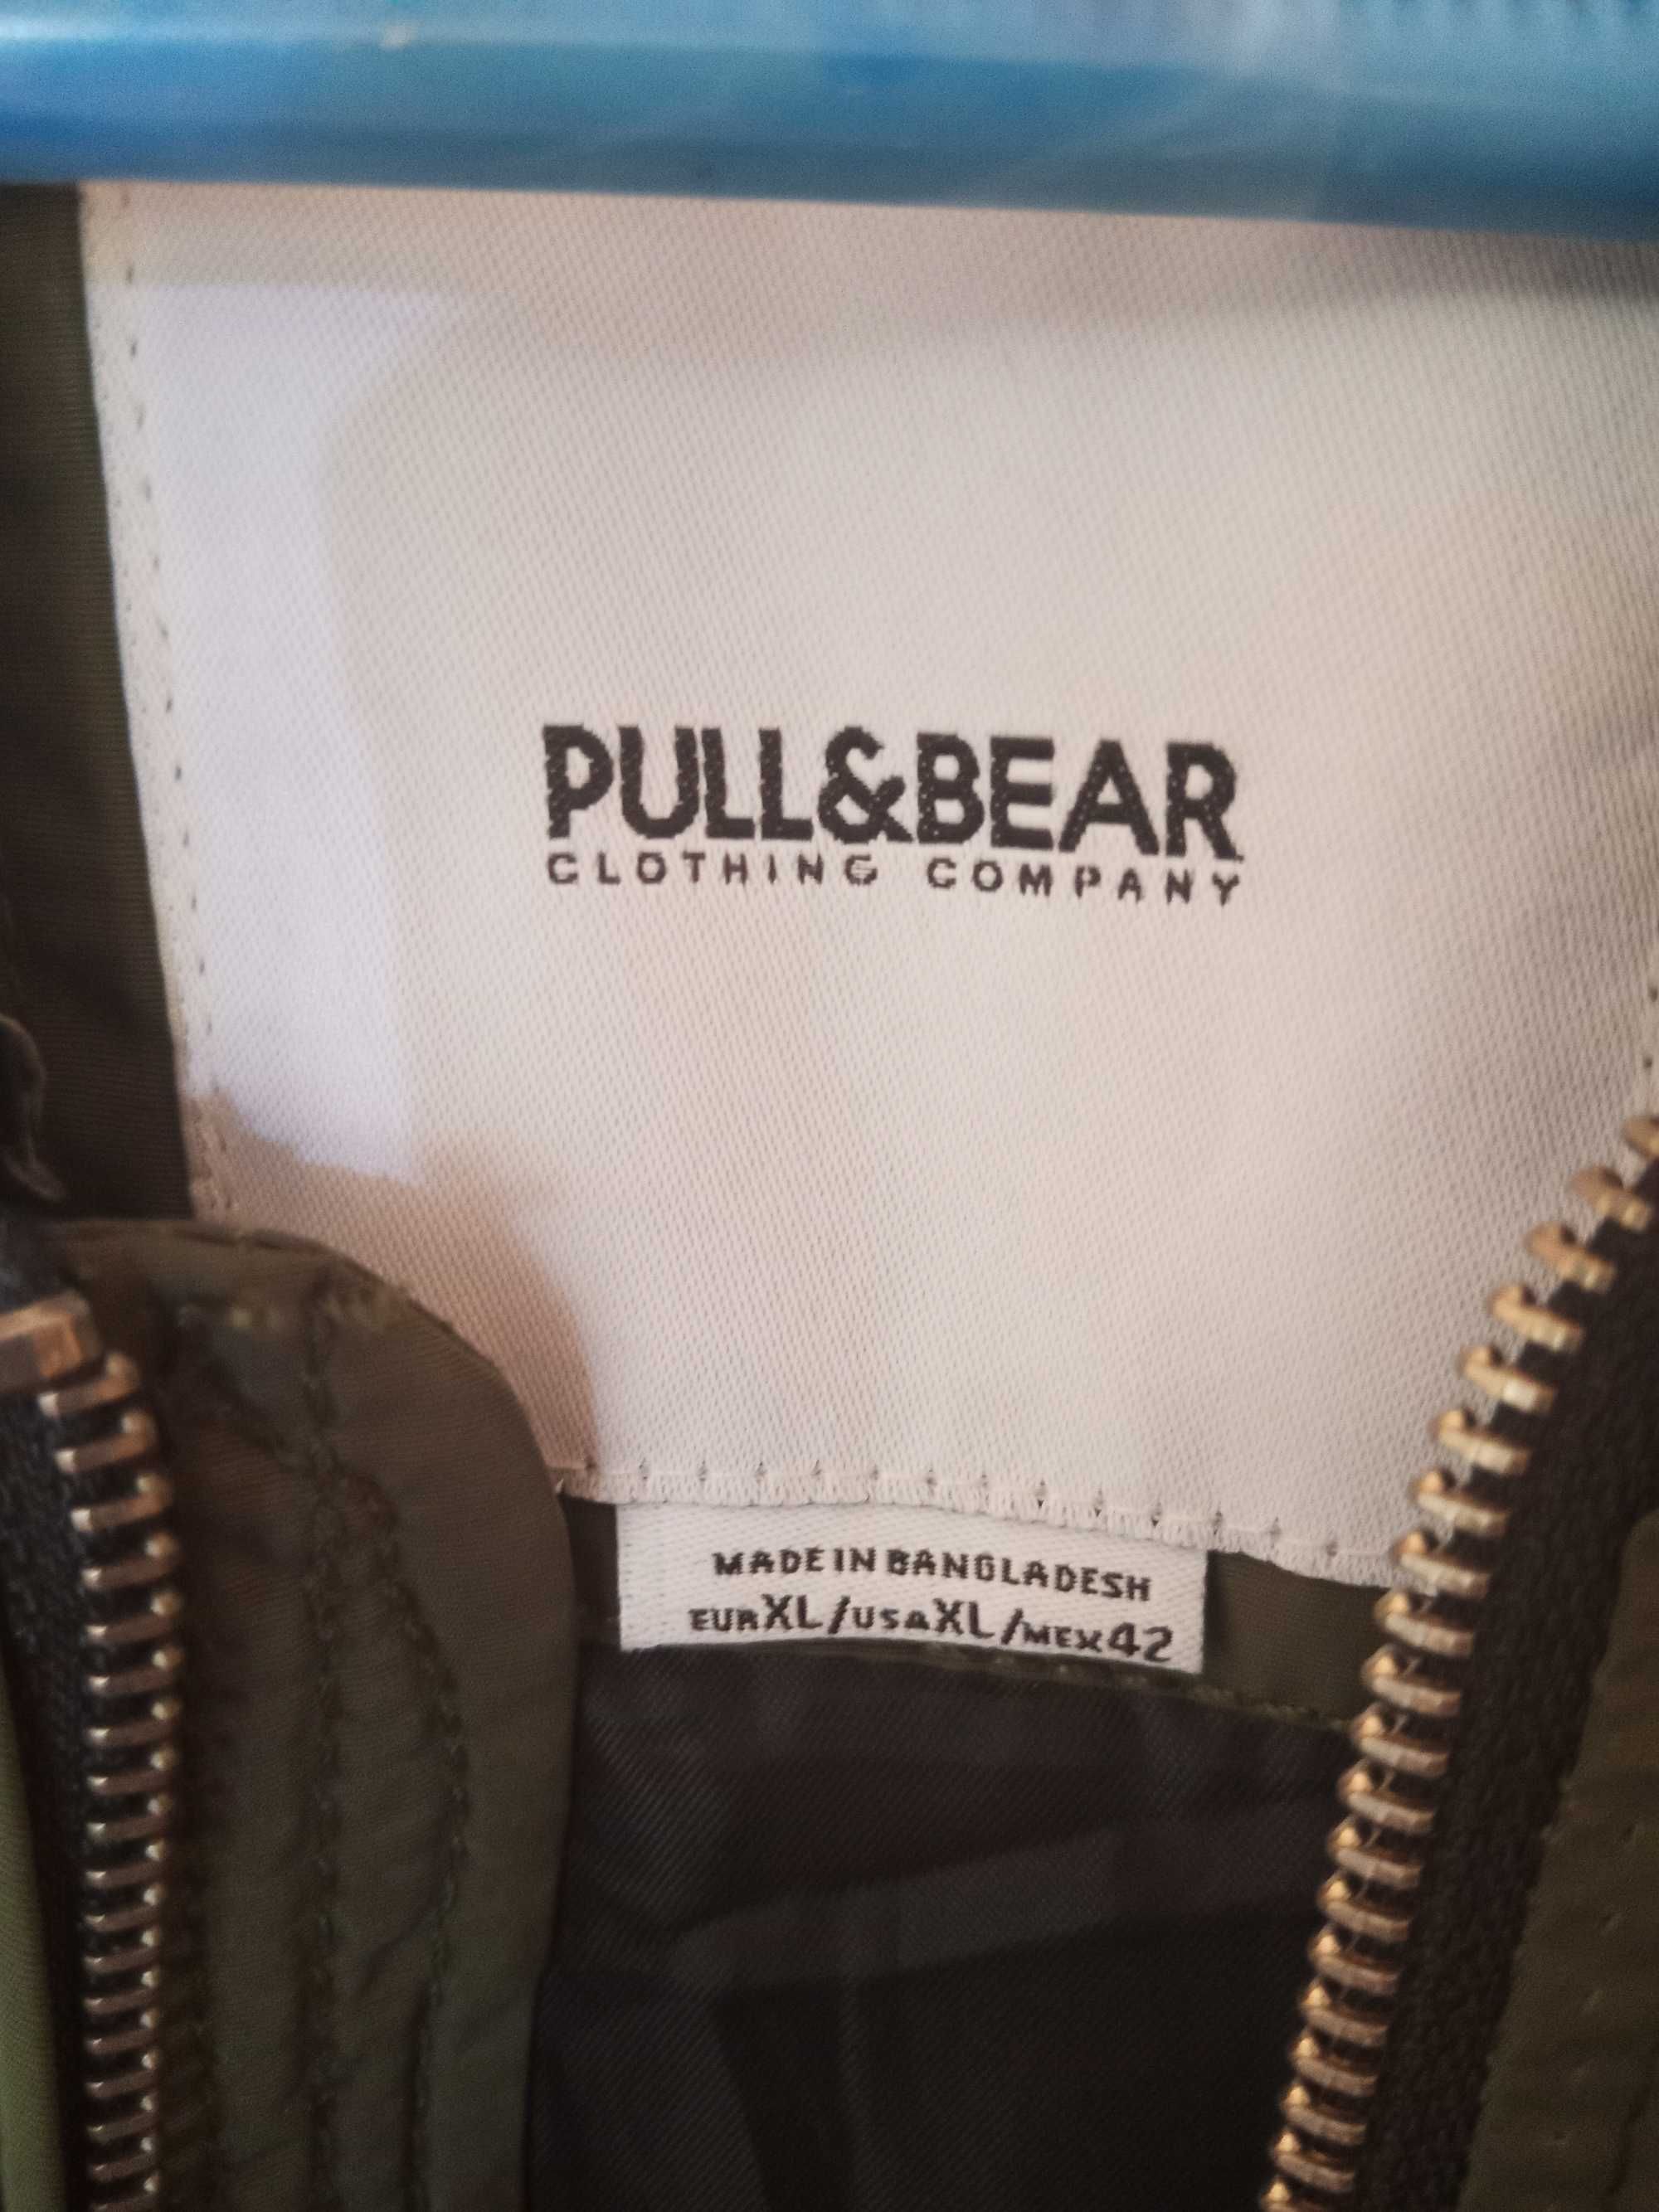 PULL&BEAR
CLOTHING COMPANY
MADE IN BANGLADESH
EUR XL / USA XL / MEX 42